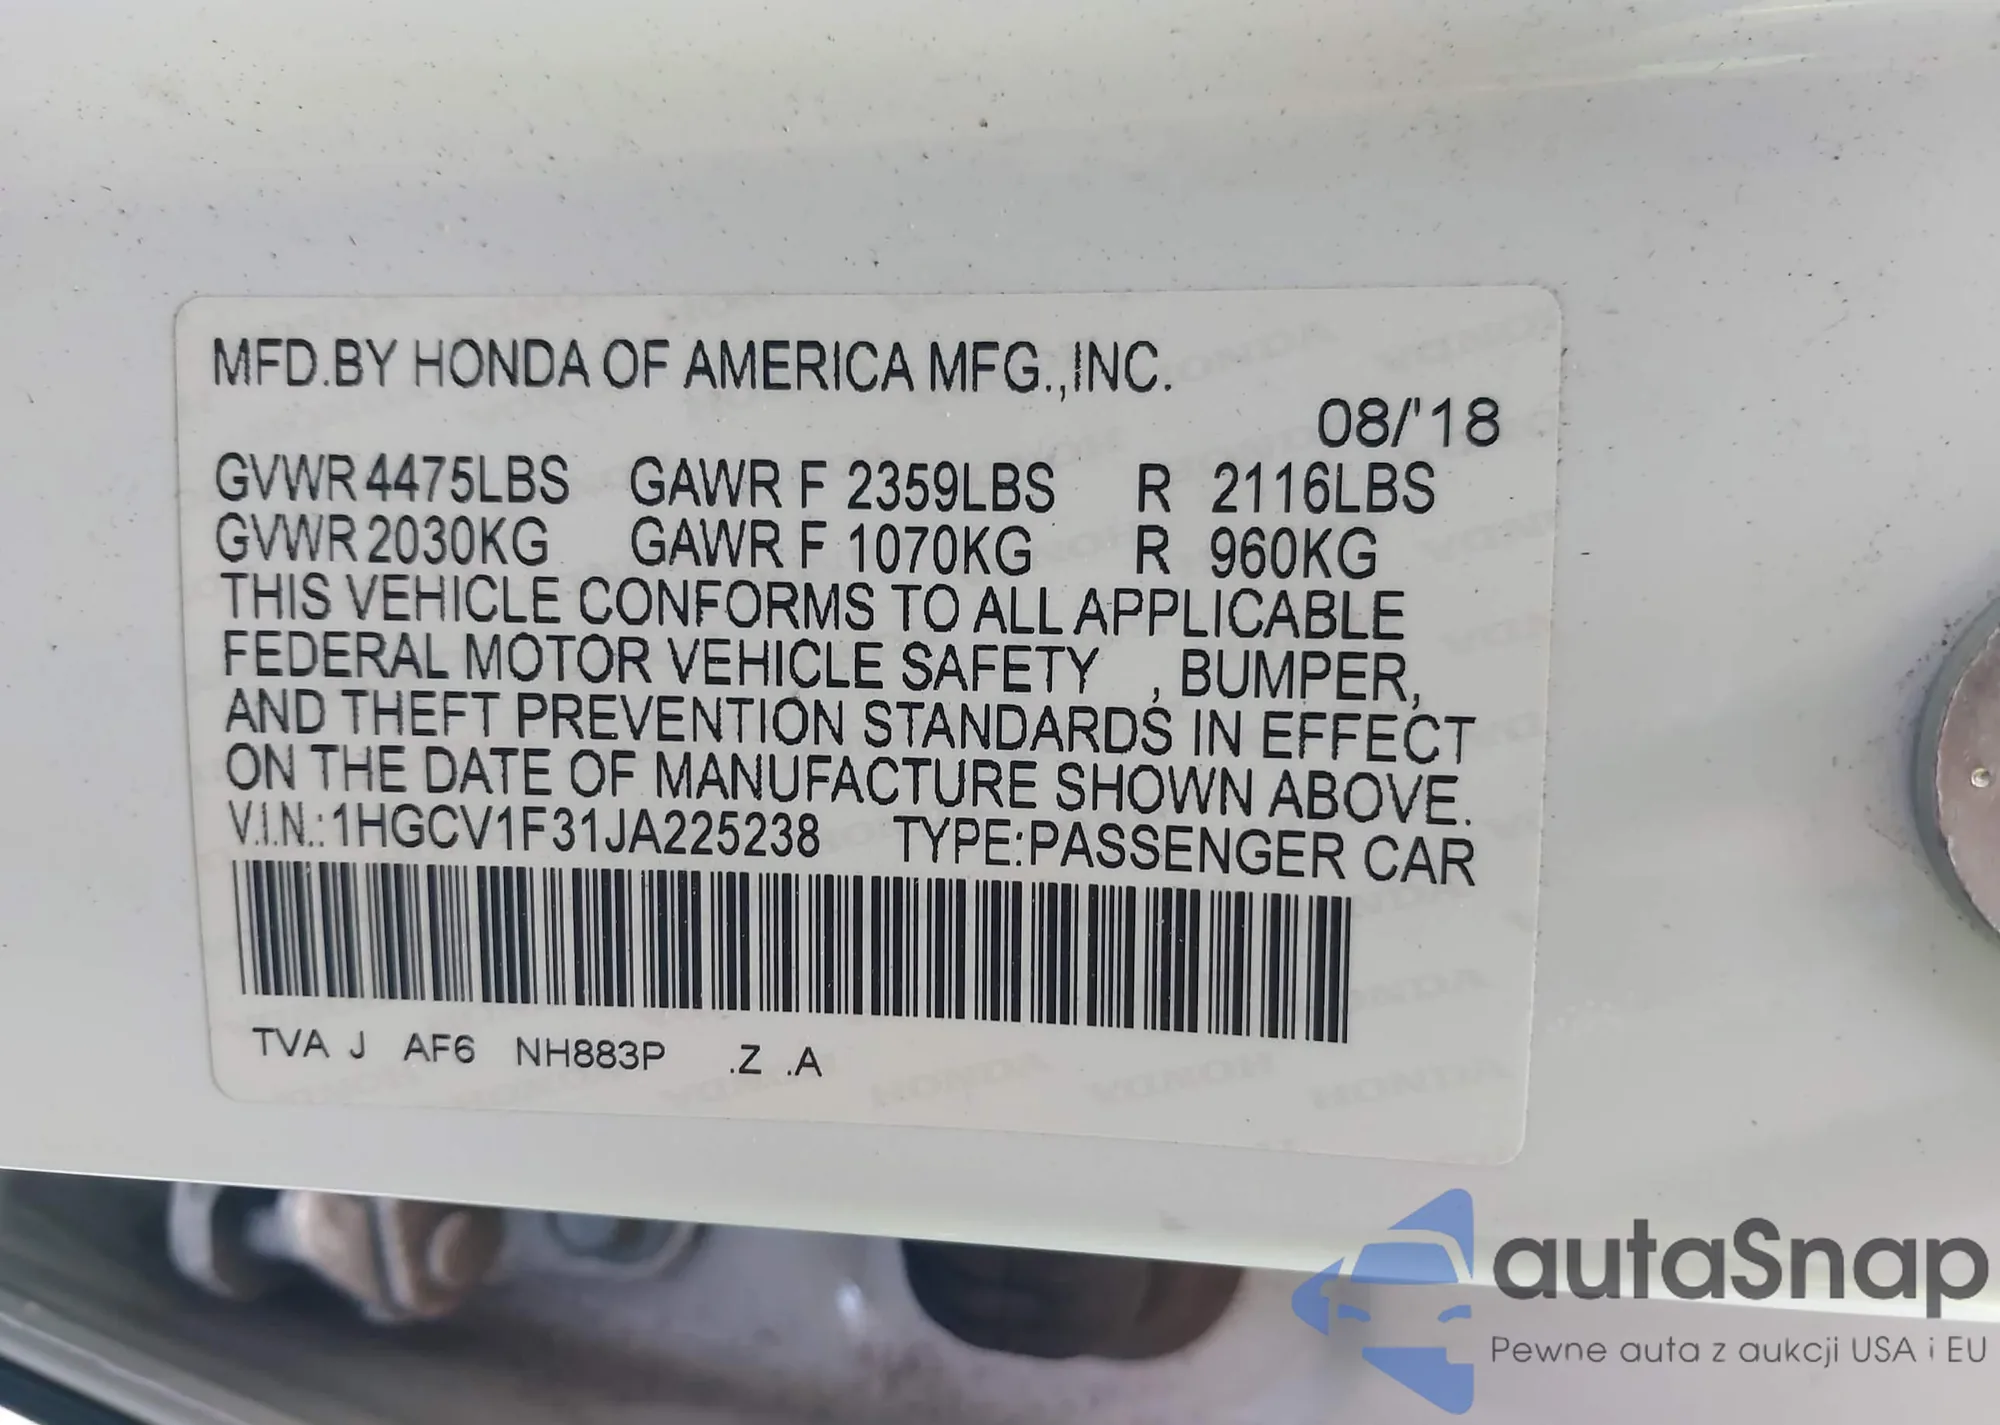 MFD.BY HONDA OF AMERICA MFG.,INC.
08/'18
GVWR 4475LBS GAWR F 2359LBS R 2116LBS
GVWR 2030KG GAWR F 1070KG R 960KG
THIS VEHICLE CONFORMS TO ALL APPLICABLE
FEDERAL MOTOR VEHICLE SAFETY , BUMPER,
AND THEFT PREVENTION STANDARDS IN EFFECT
ON THE DATE OF MANUFACTURE SHOWN ABOVE.
V.I.N.:1HGCV1F31JA225238 TYPE:PASSENGER CAR
TVA J AF6 NH883P .Z .A
autaSnap
Pewne auta z aukcji USA i EU